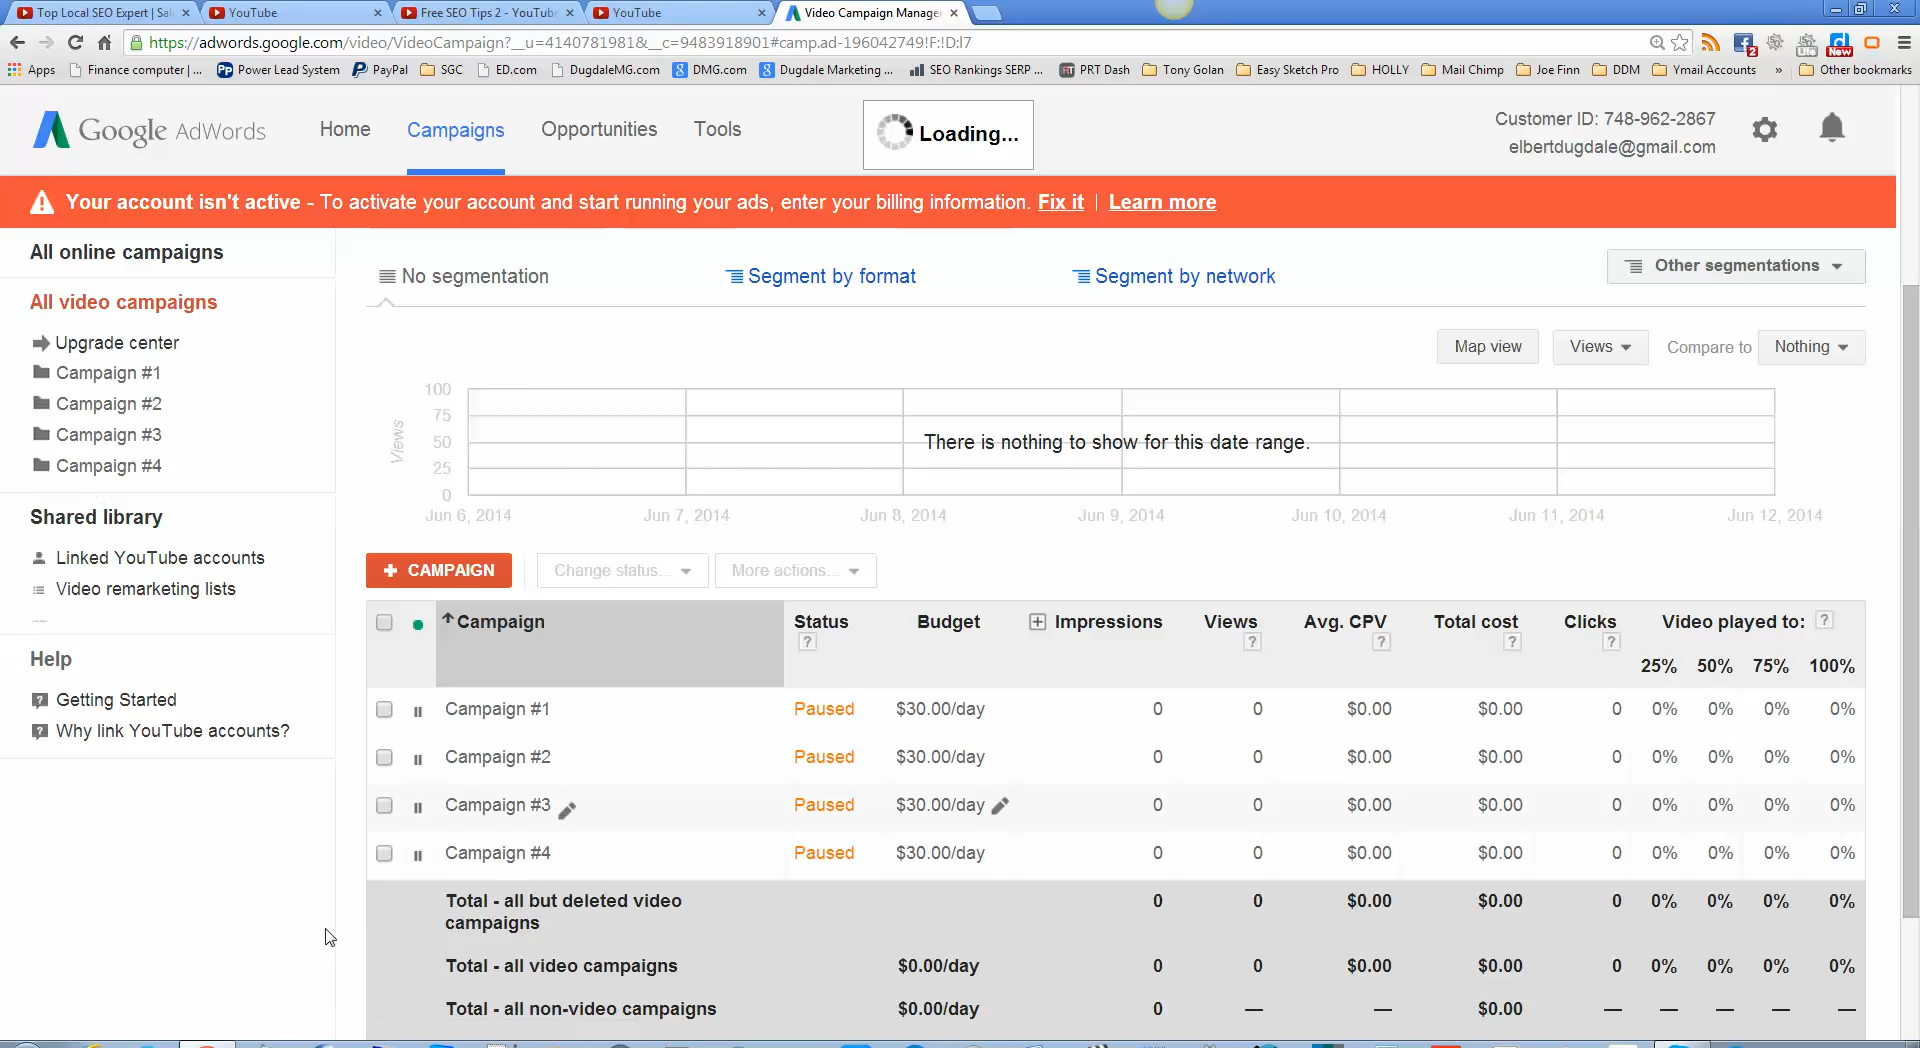 Top Local SEO Expert | Sal
YouTube
Free SEO Tips 2 - YouTub
YouTube
Video Campaign Manage
https://adwords.google.com/video/VideoCampaign?__u=4140781981&__c=9483918901#camp.ad-196042749!F:!D:l7
2
Lite
New
Apps
Finance computer | ...
Power Lead System
PayPal
SGC
ED.com
DugdaleMG.com
DMG.com
Dugdale Marketing ...
SEO Rankings SERP ...
PRT Dash
Tony Golan
Easy Sketch Pro
HOLLY
Mail Chimp
Joe Finn
DDM
Ymail Accounts
»
Other bookmarks
Google AdWords
Home
Campaigns
Opportunities
Tools
Loading...
Customer ID: 748-962-2867
elbertdugdale@gmail.com
Your account isn't active - To activate your account and start running your ads, enter your billing information. Fix it | Learn more
All online campaigns
All video campaigns
Upgrade center
Campaign #1
Campaign #2
Campaign #3
Campaign #4
Shared library
Linked YouTube accounts
Video remarketing lists
Help
Getting Started
Why link YouTube accounts?
No segmentation
Segment by format
Segment by network
Other segmentations
Map view
Views
Compare to
Nothing
Views
100
75
50
25
0
There is nothing to show for this date range.
Jun 6, 2014
Jun 7, 2014
Jun 8, 2014
Jun 9, 2014
Jun 10, 2014
Jun 11, 2014
Jun 12, 2014
+ CAMPAIGN
Change status...
More actions...
Campaign Status ? Budget + Impressions Views ? Avg. CPV ? Total cost ? Clicks ? Video played to: ?
25% 50% 75% 100%
Campaign #1 Paused $30.00/day 0 0 $0.00 $0.00 0 0% 0% 0% 0%
Campaign #2 Paused $30.00/day 0 0 $0.00 $0.00 0 0% 0% 0% 0%
Campaign #3 Paused $30.00/day 0 0 $0.00 $0.00 0 0% 0% 0% 0%
Campaign #4 Paused $30.00/day 0 0 $0.00 $0.00 0 0% 0% 0% 0%
Total - all but deleted video 0 0 $0.00 $0.00 0 0% 0% 0% 0%
campaigns
Total - all video campaigns $0.00/day 0 0 $0.00 $0.00 0 0% 0% 0% 0%
Total - all non-video campaigns $0.00/day 0 — — $0.00 — — — — —